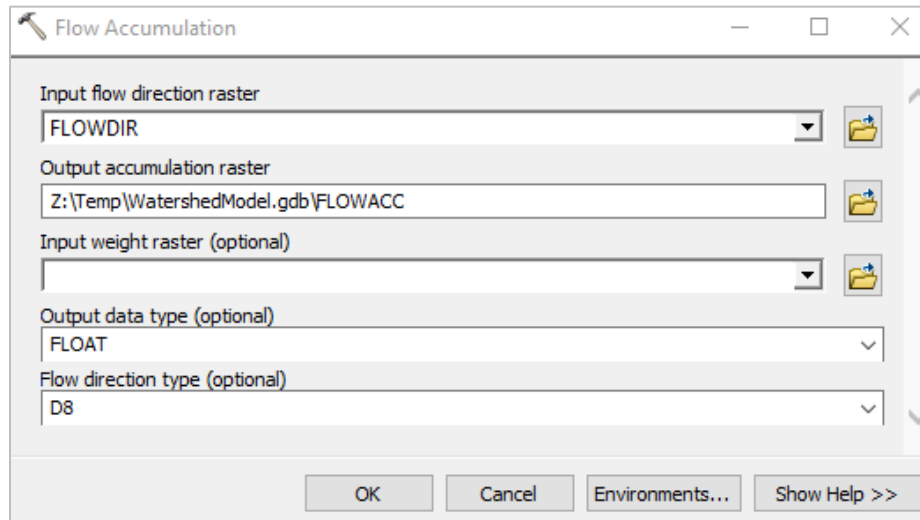 Flow Accumulation
Input flow direction raster
FLOWDIR
Output accumulation raster
Z:\Temp\WatershedModel.gdb\FLOWACC
Input weight raster (optional)
Output data type (optional)
FLOAT
Flow direction type (optional)
D8
OK Cancel Environments... Show Help >>